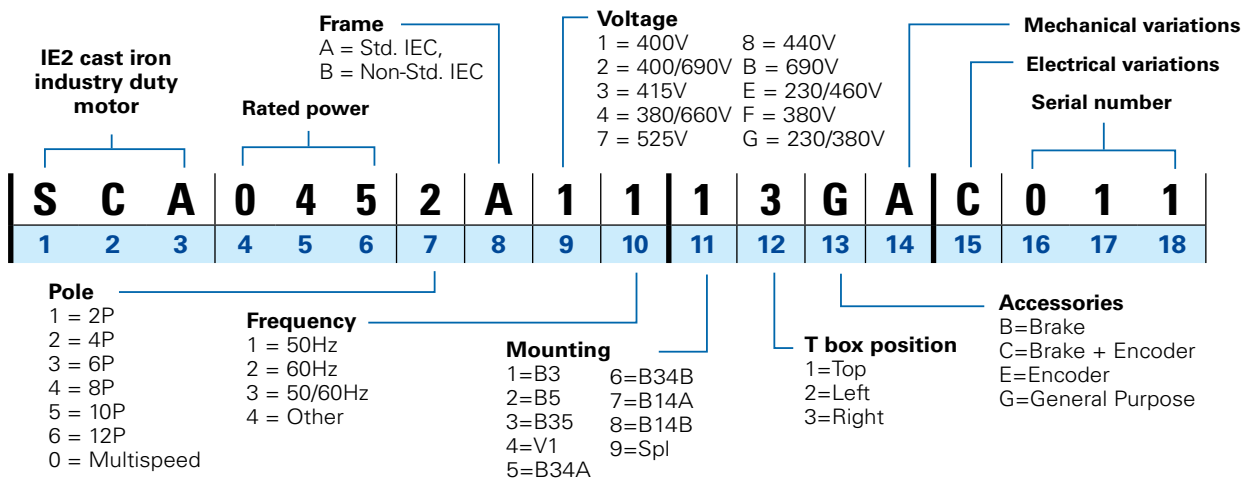 IE2 cast iron
industry duty
motor
Rated power
Frame
A = Std. IEC,
B = Non-Std. IEC
Voltage
1 = 400V 8 = 440V
2 = 400/690V B = 690V
3 = 415V E = 230/460V
4 = 380/660V F = 380V
7 = 525V G = 230/380V
Mechanical variations
Electrical variations
Serial number
S C A 0 4 5 2 A 1 1 1 3 G A C 0 1 1
1 2 3 4 5 6 7 8 9 10 11 12 13 14 15 16 17 18
Pole
1 = 2P
2 = 4P
3 = 6P
4 = 8P
5 = 10P
6 = 12P
0 = Multispeed
Frequency
1 = 50Hz
2 = 60Hz
3 = 50/60Hz
4 = Other
Mounting
1=B3 6=B34B
2=B5 7=B14A
3=B35 8=B14B
4=V1 9=Spl
5=B34A
T box position
1=Top
2=Left
3=Right
Accessories
B=Brake
C=Brake + Encoder
E=Encoder
G=General Purpose